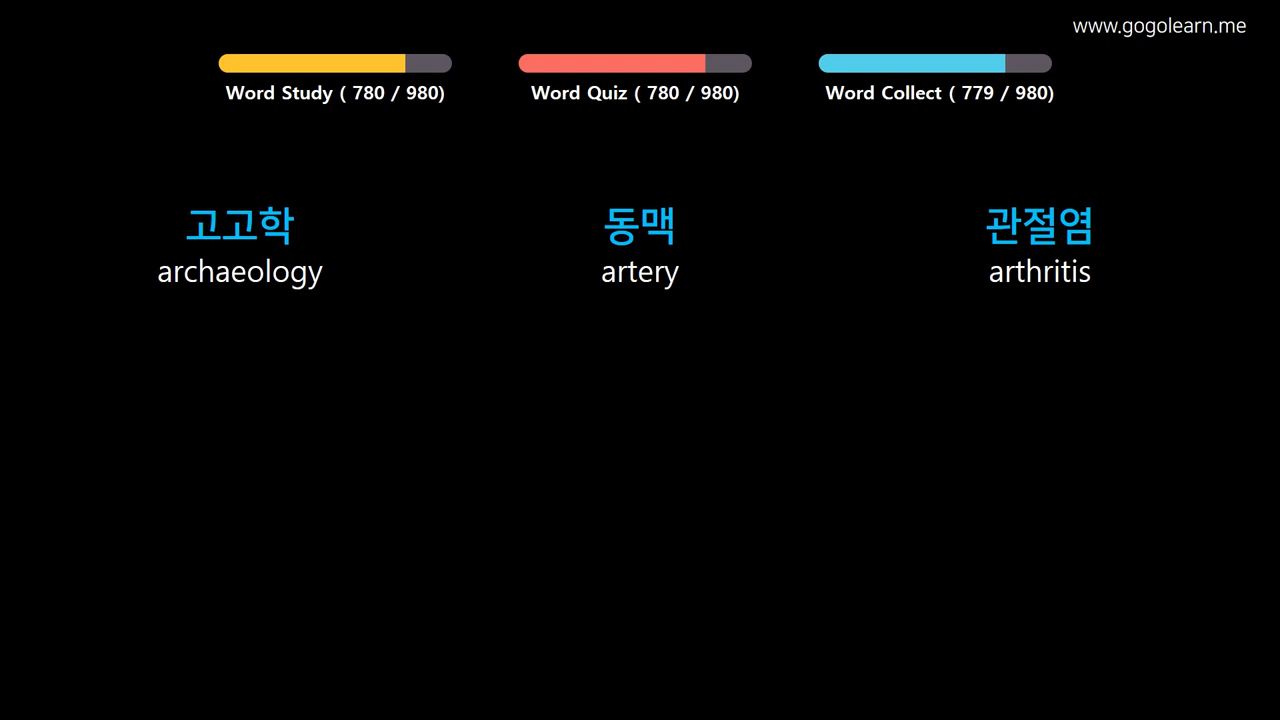 www.gogolearn.me
Word Study ( 780 / 980)
Word Quiz ( 780 / 980)
Word Collect ( 779 / 980)
고고학
archaeology
동맥
artery
관절염
arthritis